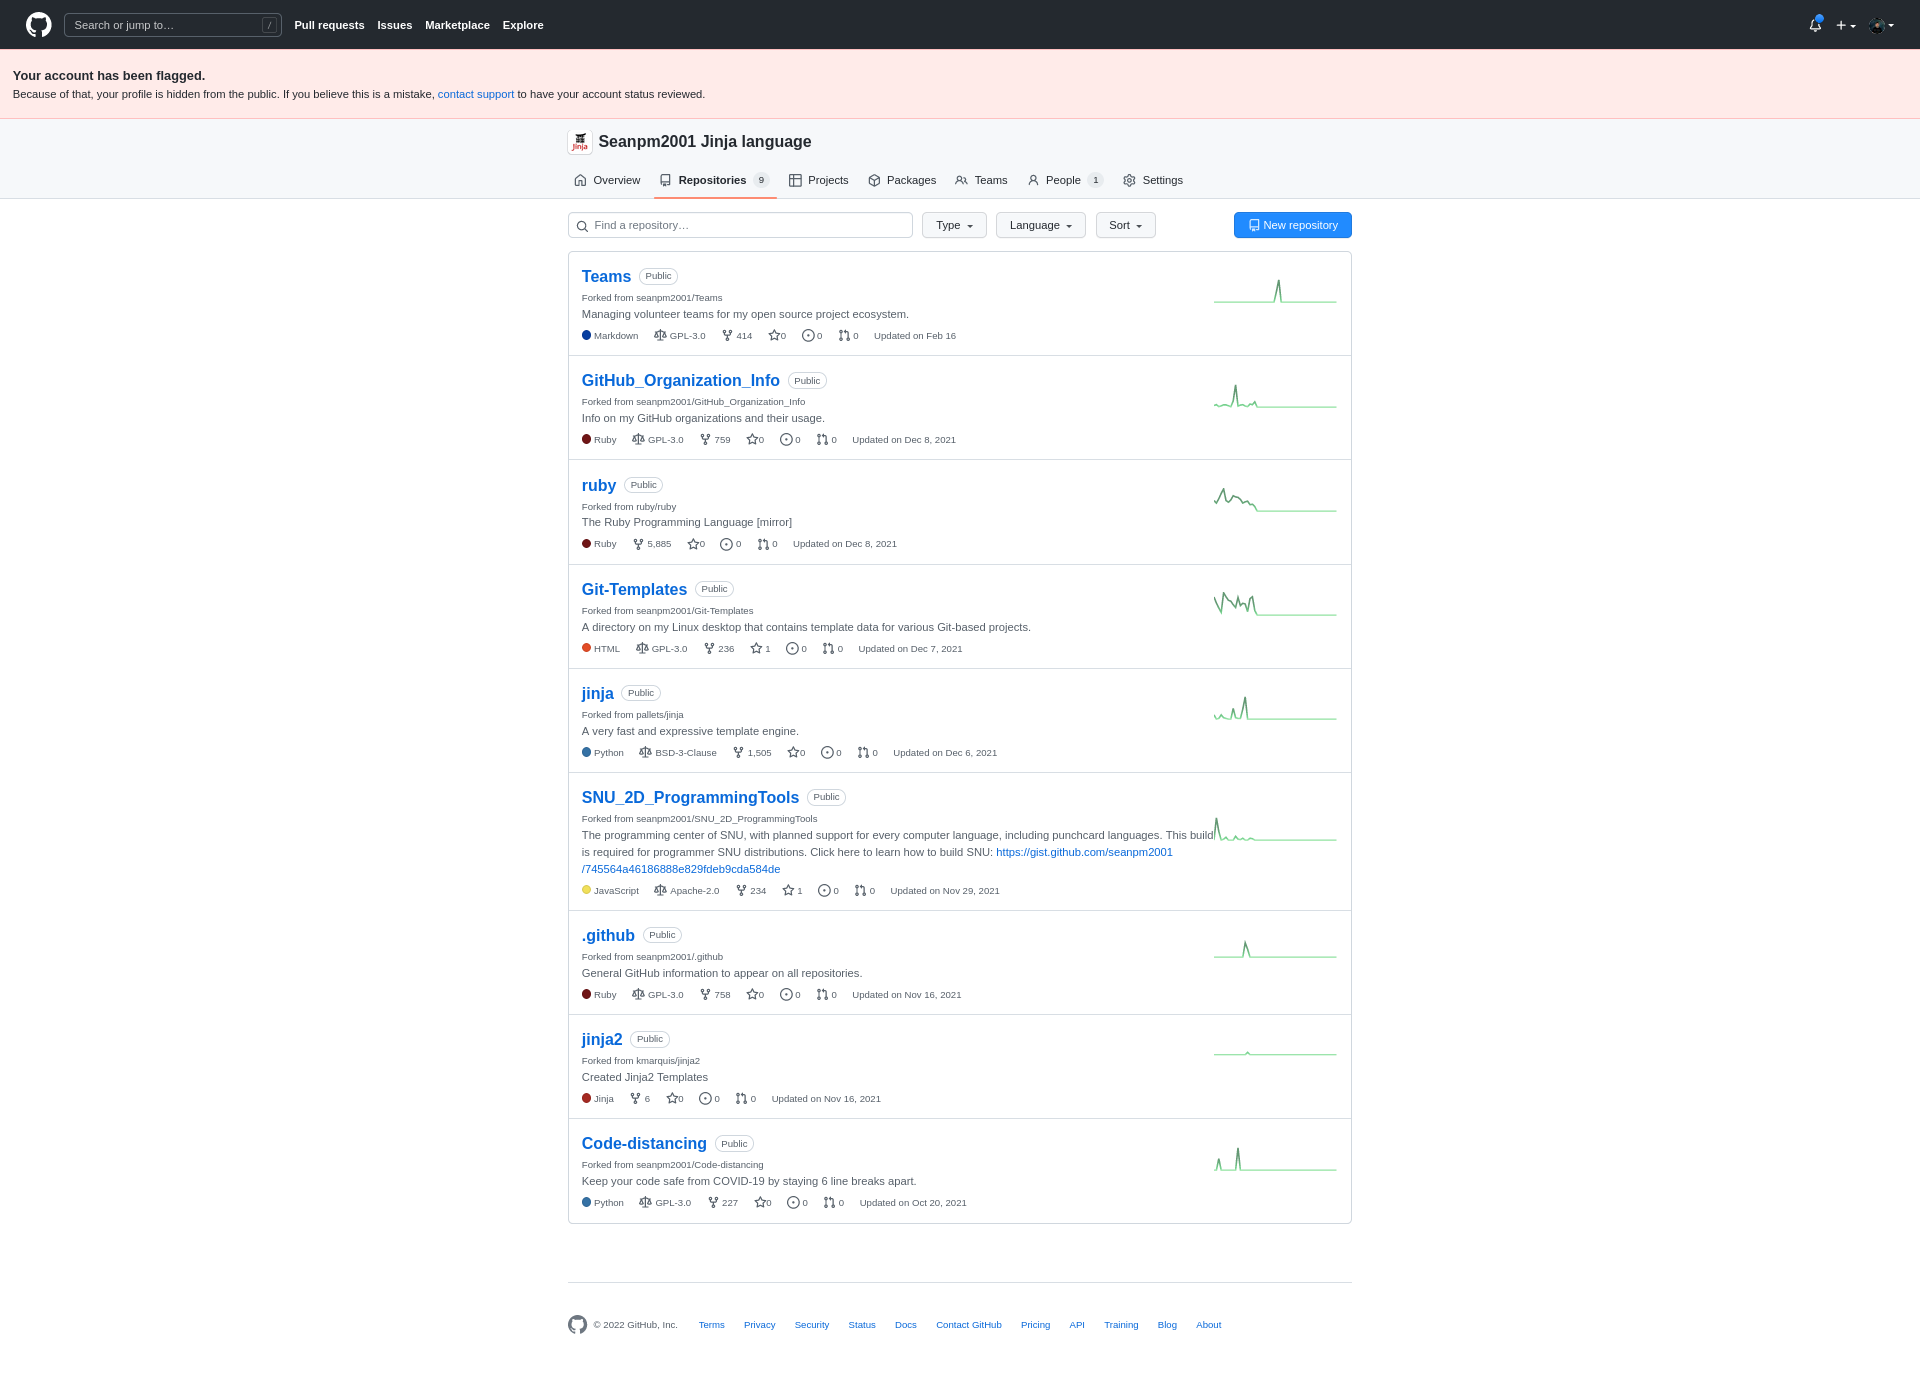 Search or jump to… /
Pull requests Issues Marketplace Explore
Your account has been flagged.
Because of that, your profile is hidden from the public. If you believe this is a mistake, contact support to have your account status reviewed.
Jinja
Seanpm2001 Jinja language
Overview Repositories 9 Projects Packages Teams People 1 Settings
Find a repository… Type Language Sort New repository
Teams Public
Forked from seanpm2001/Teams
Managing volunteer teams for my open source project ecosystem.
Markdown GPL-3.0 414 0 0 0 Updated on Feb 16
GitHub_Organization_Info Public
Forked from seanpm2001/GitHub_Organization_Info
Info on my GitHub organizations and their usage.
Ruby GPL-3.0 759 0 0 0 Updated on Dec 8, 2021
ruby Public
Forked from ruby/ruby
The Ruby Programming Language [mirror]
Ruby 5,885 0 0 0 Updated on Dec 8, 2021
Git-Templates Public
Forked from seanpm2001/Git-Templates
A directory on my Linux desktop that contains template data for various Git-based projects.
HTML GPL-3.0 236 1 0 0 Updated on Dec 7, 2021
jinja Public
Forked from pallets/jinja
A very fast and expressive template engine.
Python BSD-3-Clause 1,505 0 0 0 Updated on Dec 6, 2021
SNU_2D_ProgrammingTools Public
Forked from seanpm2001/SNU_2D_ProgrammingTools
The programming center of SNU, with planned support for every computer language, including punchcard languages. This build
is required for programmer SNU distributions. Click here to learn how to build SNU: https://gist.github.com/seanpm2001
/745564a46186888e829fdeb9cda584de
JavaScript Apache-2.0 234 1 0 0 Updated on Nov 29, 2021
.github Public
Forked from seanpm2001/.github
General GitHub information to appear on all repositories.
Ruby GPL-3.0 758 0 0 0 Updated on Nov 16, 2021
jinja2 Public
Forked from kmarquis/jinja2
Created Jinja2 Templates
Jinja 6 0 0 0 Updated on Nov 16, 2021
Code-distancing Public
Forked from seanpm2001/Code-distancing
Keep your code safe from COVID-19 by staying 6 line breaks apart.
Python GPL-3.0 227 0 0 0 Updated on Oct 20, 2021
© 2022 GitHub, Inc. Terms Privacy Security Status Docs Contact GitHub Pricing API Training Blog About